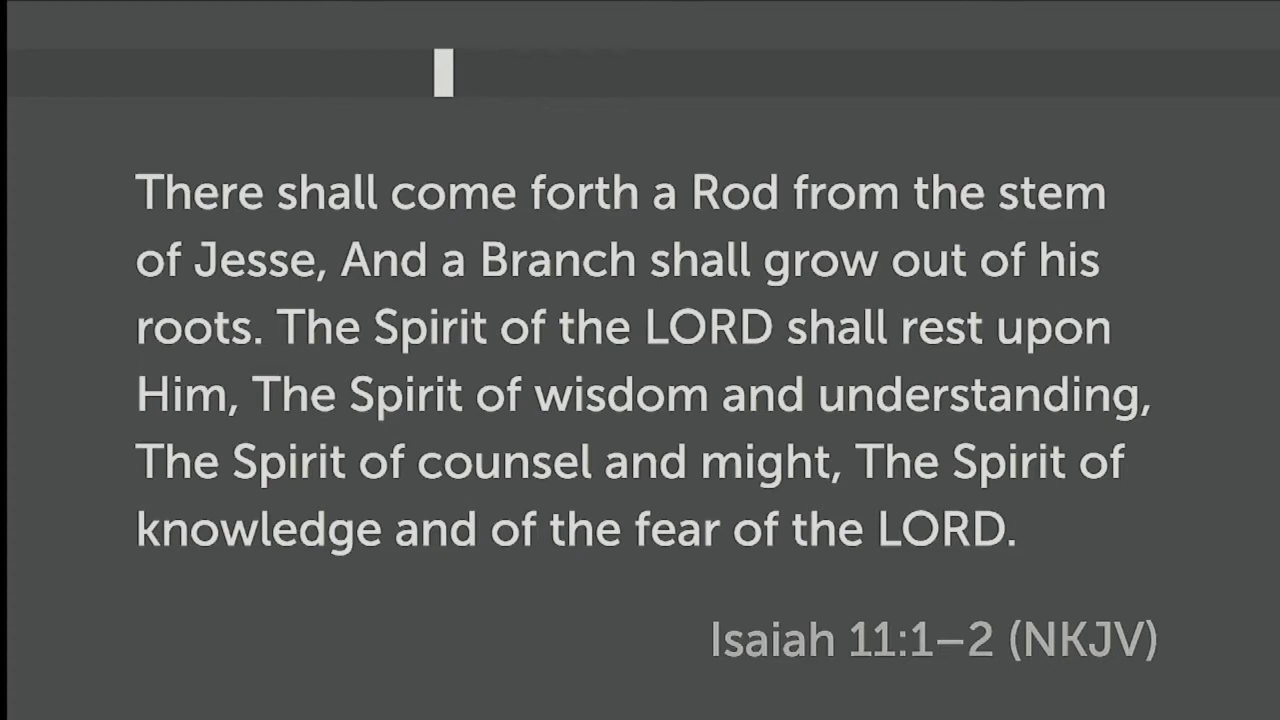 There shall come forth a Rod from the stem
of Jesse, And a Branch shall grow out of his
roots. The Spirit of the LORD shall rest upon
Him, The Spirit of wisdom and understanding,
The Spirit of counsel and might, The Spirit of
knowledge and of the fear of the LORD.
Isaiah 11:1–2 (NKJV)